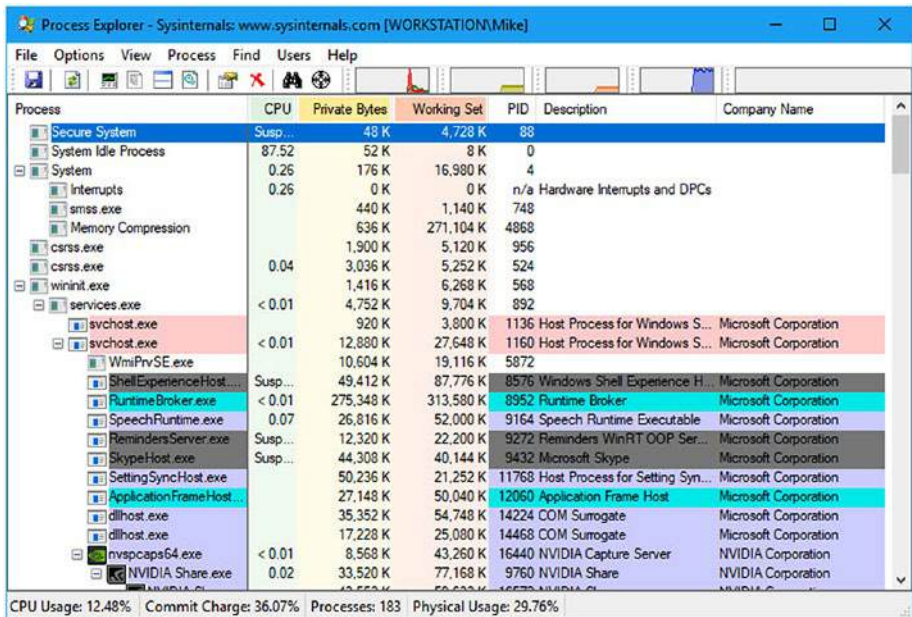 Process Explorer - Sysinternals: www.sysinternals.com [WORKSTATION\Mike]
File Options View Process Find Users Help
Process CPU Private Bytes Working Set PID Description Company Name
Secure System Susp... 48 K 4,728 K 88
System Idle Process 87.52 52 K 8 K 0
System 0.26 176 K 16,980 K 4
Interrupts 0.26 0 K 0 K n/a Hardware Interrupts and DPCs
smss.exe 440 K 1,140 K 748
Memory Compression 636 K 271,104 K 4868
csrss.exe 1,900 K 5,120 K 956
csrss.exe 0.04 3,036 K 5,252 K 524
wininit.exe 1,416 K 6,268 K 568
services.exe < 0.01 4,752 K 9,704 K 892
svchost.exe 920 K 3,800 K 1136 Host Process for Windows S... Microsoft Corporation
svchost.exe < 0.01 12,880 K 27,648 K 1160 Host Process for Windows S... Microsoft Corporation
WmiPrvSE.exe 10,604 K 19,116 K 5872
ShellExperienceHost.... Susp... 49,412 K 87,776 K 8576 Windows Shell Experience H... Microsoft Corporation
RuntimeBroker.exe < 0.01 275,348 K 313,580 K 8952 Runtime Broker Microsoft Corporation
SpeechRuntime.exe 0.07 26,816 K 52,000 K 9164 Speech Runtime Executable Microsoft Corporation
RemindersServer.exe Susp... 12,320 K 22,200 K 9272 Reminders WinRT OOP Ser... Microsoft Corporation
SkypeHost.exe Susp... 44,308 K 40,144 K 9432 Microsoft Skype Microsoft Corporation
SettingSyncHost.exe 50,236 K 21,252 K 11768 Host Process for Setting Syn... Microsoft Corporation
ApplicationFrameHost... 27,148 K 50,040 K 12060 Application Frame Host Microsoft Corporation
dllhost.exe 35,352 K 54,748 K 14224 COM Surrogate Microsoft Corporation
dllhost.exe 17,228 K 25,080 K 14468 COM Surrogate Microsoft Corporation
nvspcaps64.exe < 0.01 8,568 K 43,260 K 16440 NVIDIA Capture Server NVIDIA Corporation
NVIDIA Share.exe 0.02 33,520 K 77,168 K 9760 NVIDIA Share NVIDIA Corporation
CPU Usage: 12.48% Commit Charge: 36.07% Processes: 183 Physical Usage: 29.76%